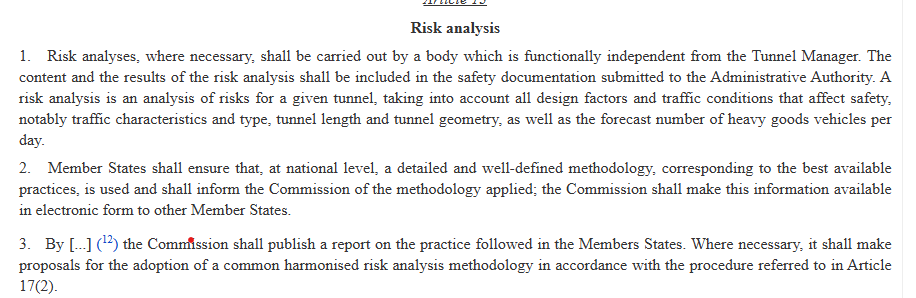 Article 13
Risk analysis
1. Risk analyses, where necessary, shall be carried out by a body which is functionally independent from the Tunnel Manager. The
content and the results of the risk analysis shall be included in the safety documentation submitted to the Administrative Authority. A
risk analysis is an analysis of risks for a given tunnel, taking into account all design factors and traffic conditions that affect safety,
notably traffic characteristics and type, tunnel length and tunnel geometry, as well as the forecast number of heavy goods vehicles per
day.
2. Member States shall ensure that, at national level, a detailed and well-defined methodology, corresponding to the best available
practices, is used and shall inform the Commission of the methodology applied; the Commission shall make this information available
in electronic form to other Member States.
3. By [...] (12) the Commission shall publish a report on the practice followed in the Members States. Where necessary, it shall make
proposals for the adoption of a common harmonised risk analysis methodology in accordance with the procedure referred to in Article
17(2).